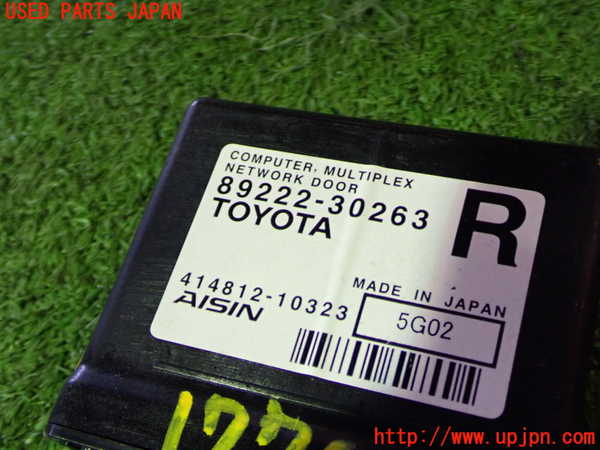 USED PARTS JAPAN
COMPUTER, MULTIPLEX
NETWORK DOOR
89222-30263
TOYOTA
R
414812-10323
AISIN
MADE IN JAPAN
5G02
http://www.upjpn.com/